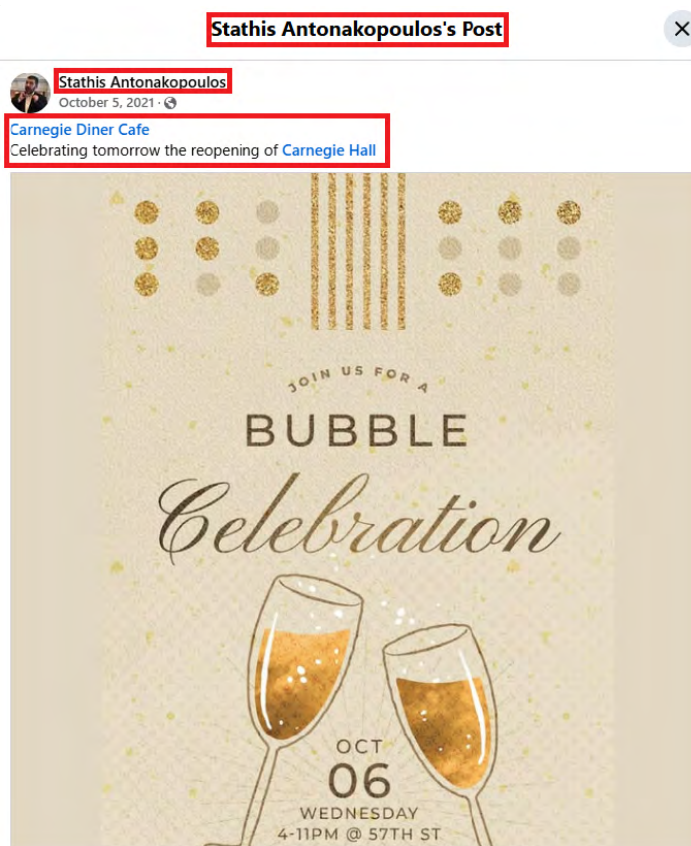 Stathis Antonakopoulos's Post
Stathis Antonakopoulos
October 5, 2021 ·
Carnegie Diner Cafe
Celebrating tomorrow the reopening of Carnegie Hall
JOIN US FOR A
BUBBLE
Celebration
OCT
06
WEDNESDAY
4-11PM @ 57TH ST